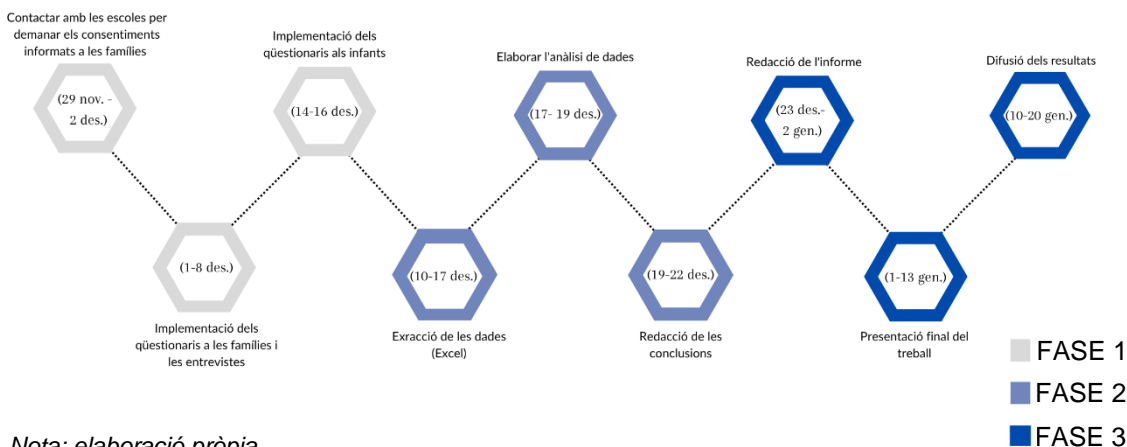 Contactar amb les escoles per
demanar els consentiments
informats a les famílies
(29 nov. -
2 des.)
(1-8 des.)
Implementació dels
qüestionaris a les famílies i
les entrevistes
Implementació dels
qüestionaris als infants
(14-16 des.)
(10-17 des.)
Exracció de les dades
(Excel)
Elaborar l'anàlisi de dades
(17- 19 des.)
(19-22 des.)
Redacció de les
conclusions
Redacció de l'informe
(23 des.-
2 gen.)
(1-13 gen.)
Presentació final del
treball
Difusió dels resultats
(10-20 gen.)
FASE 1
FASE 2
FASE 3
Nota: elaboració pròpia